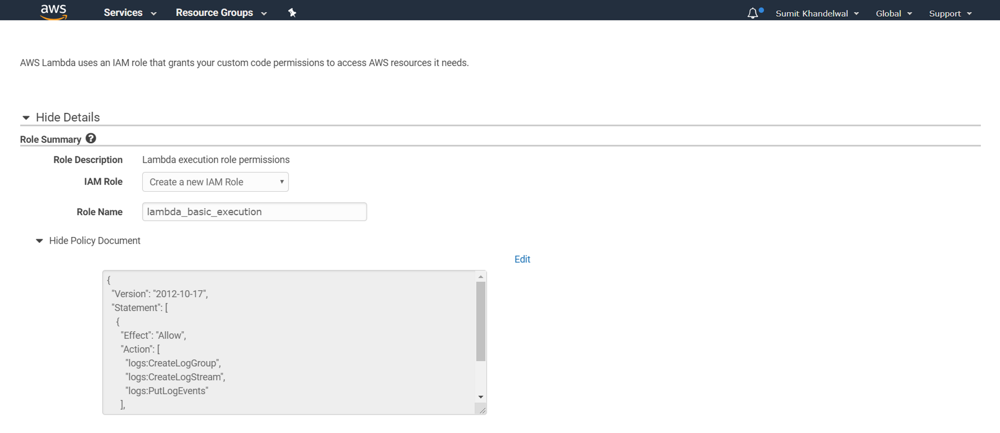 aws Services Resource Groups Sumit Khandelwal Global Support
AWS Lambda uses an IAM role that grants your custom code permissions to access AWS resources it needs.
Hide Details
Role Summary ?
Role Description Lambda execution role permissions
IAM Role Create a new IAM Role
Role Name lambda_basic_execution
Hide Policy Document
Edit
{
"Version": "2012-10-17",
"Statement": [
{
"Effect": "Allow",
"Action": [
"logs:CreateLogGroup",
"logs:CreateLogStream",
"logs:PutLogEvents"
],